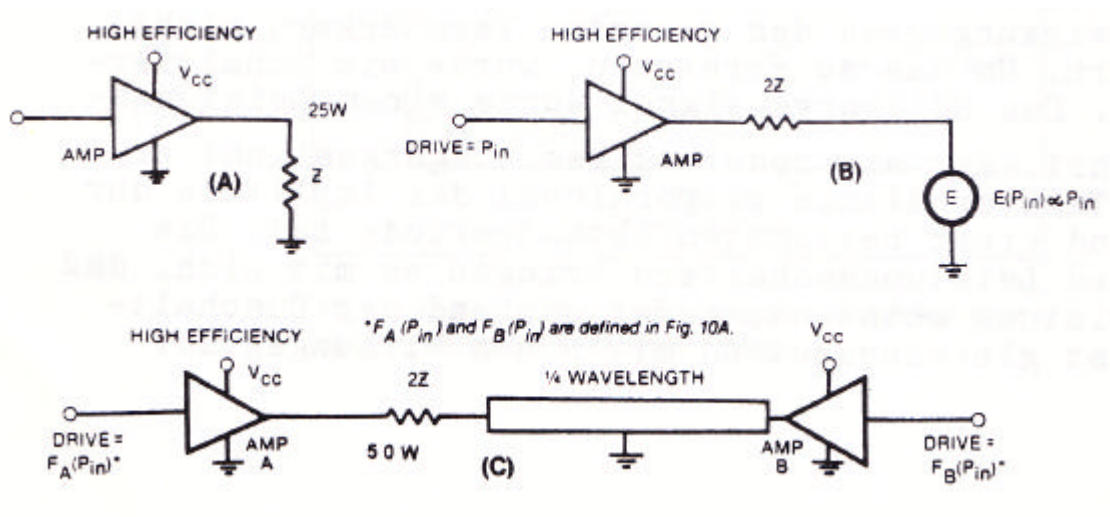 HIGH EFFICIENCY
VCC
25W
AMP
Z
(A)
HIGH EFFICIENCY
VCC
2Z
DRIVE = Pin
AMP
(B)
E
E(Pin) ∝ Pin
*FA (Pin) and FB (Pin) are defined in Fig. 10A.
HIGH EFFICIENCY
VCC
2Z
1/4 WAVELENGTH
VCC
DRIVE =
FA(Pin)*
AMP
A
50W
(C)
AMP
B
DRIVE =
FB(Pin)*